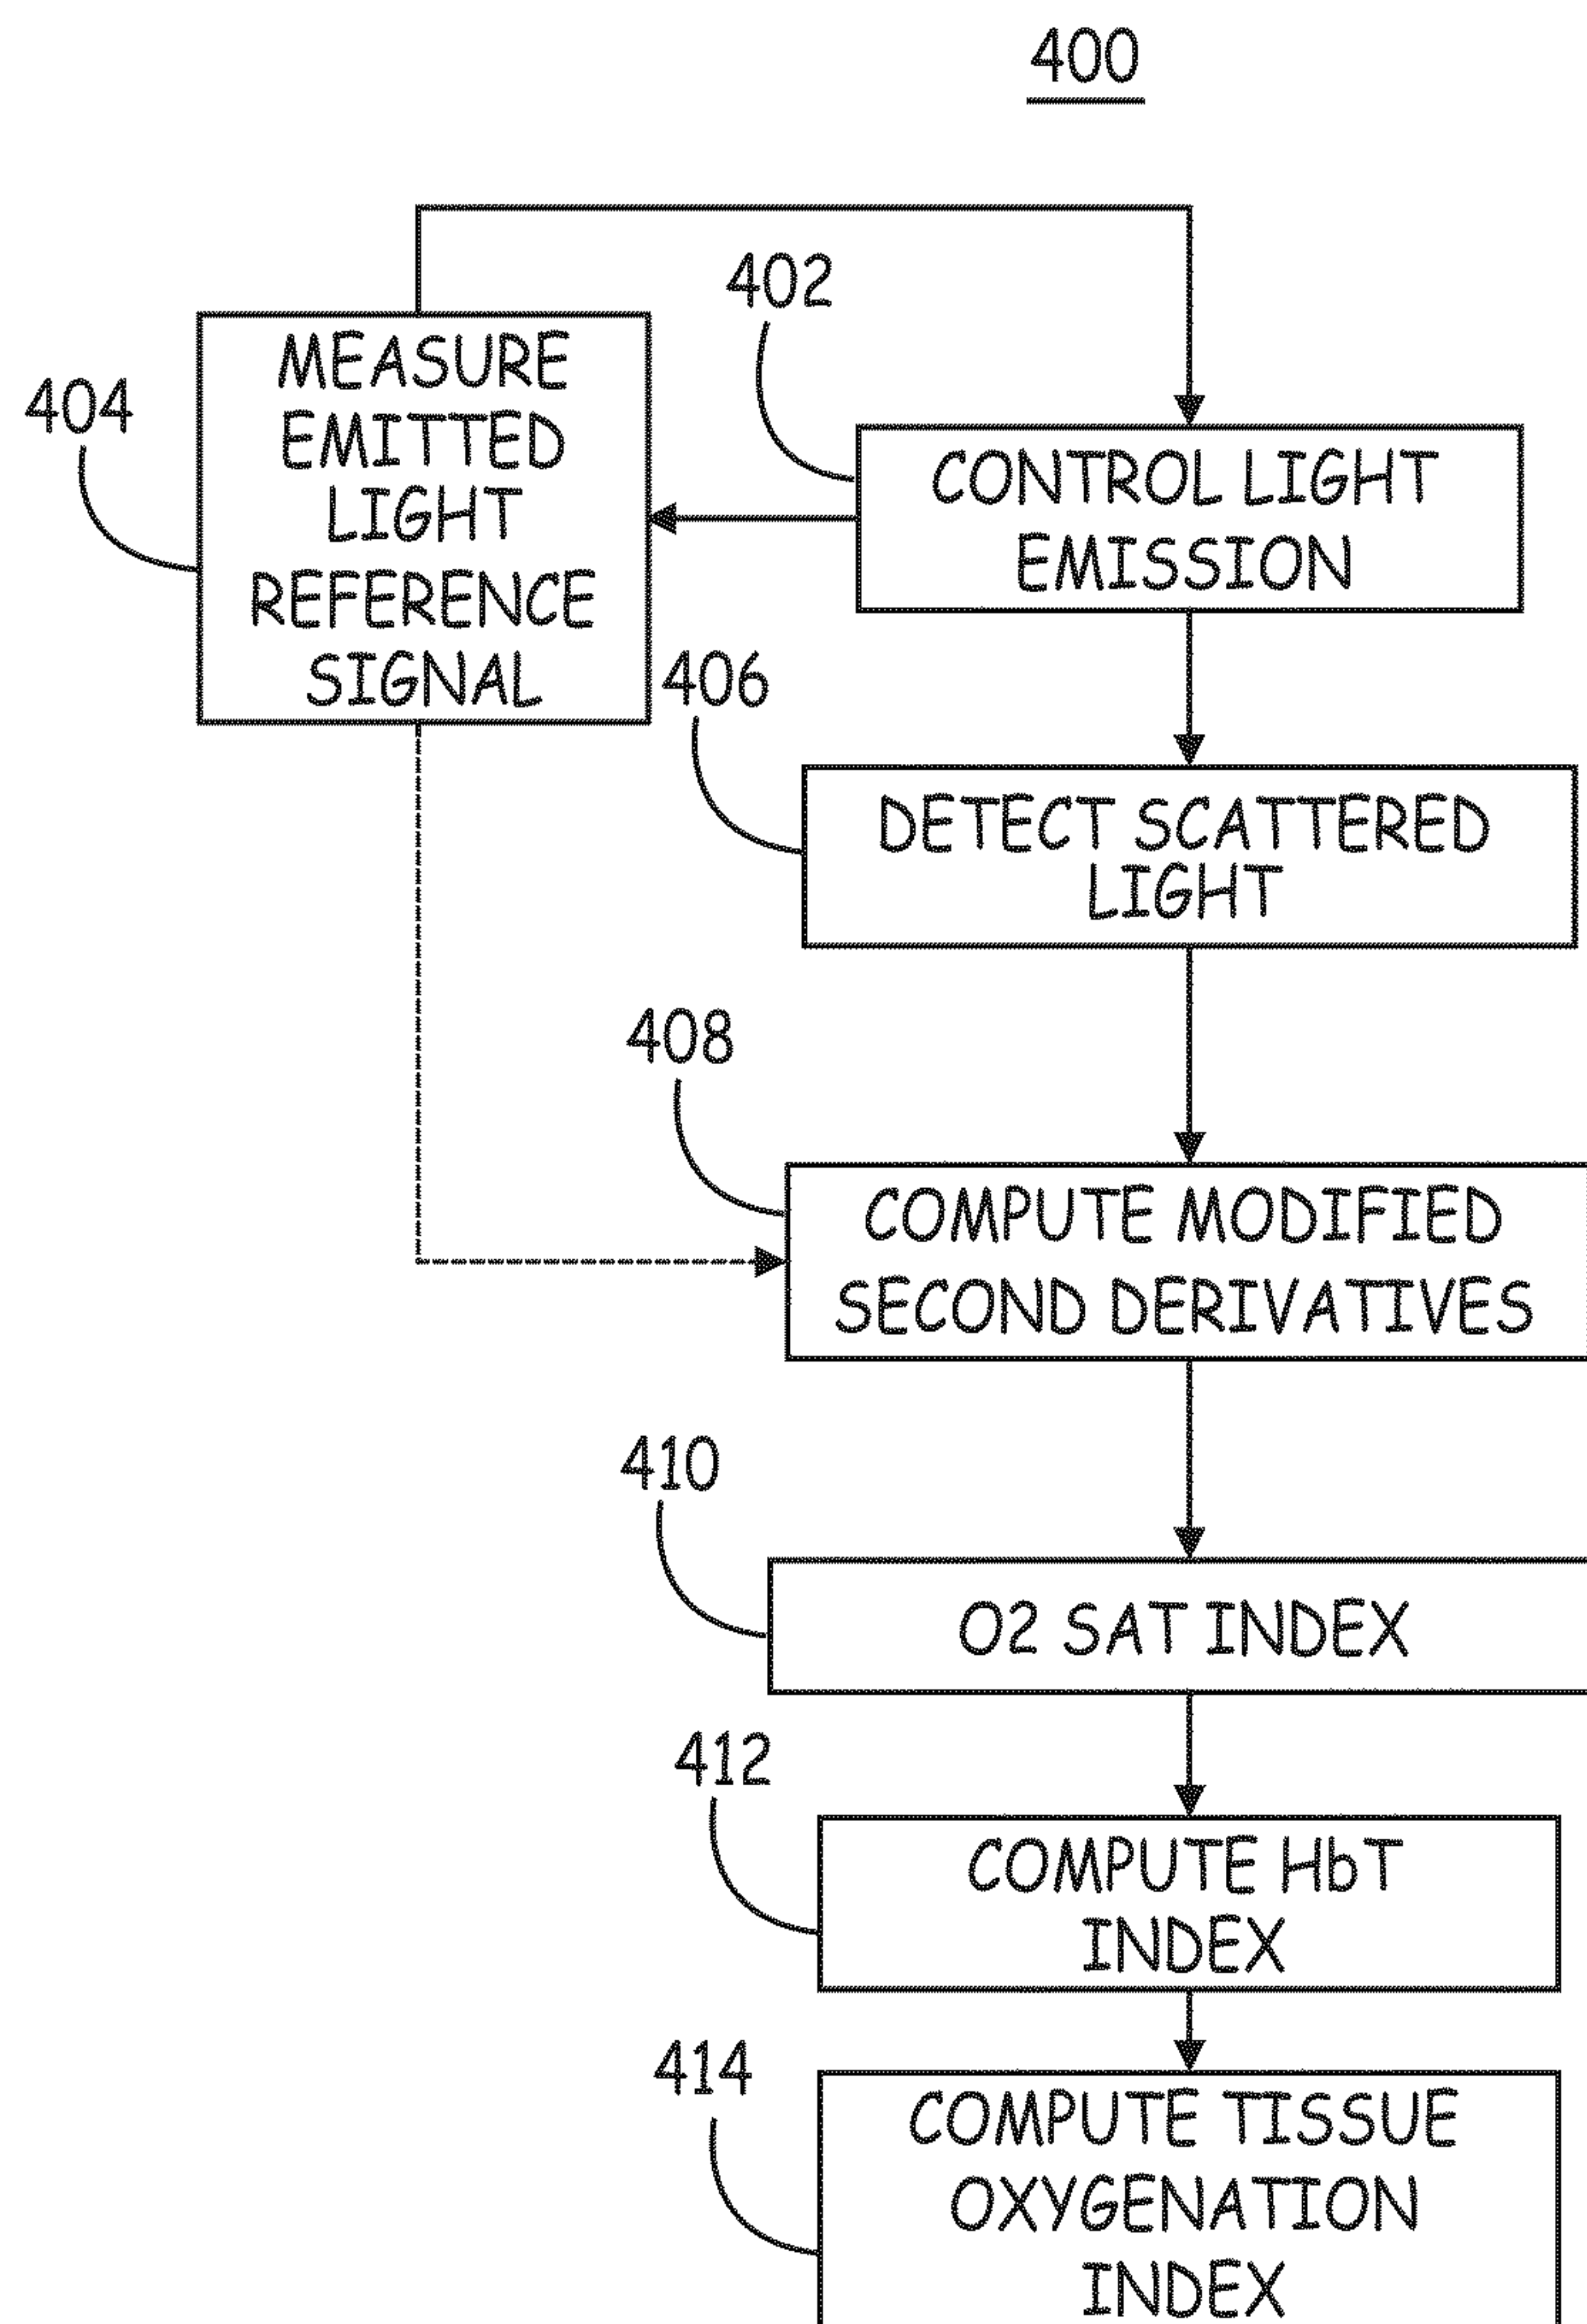 400
402
404
MEASURE
EMITTED
LIGHT
REFERENCE
SIGNAL
CONTROL LIGHT
EMISSION
406
DETECT SCATTERED
LIGHT
408
COMPUTE MODIFIED
SECOND DERIVATIVES
410
O2 SAT INDEX
412
COMPUTE HbT
INDEX
414
COMPUTE TISSUE
OXYGENATION
INDEX